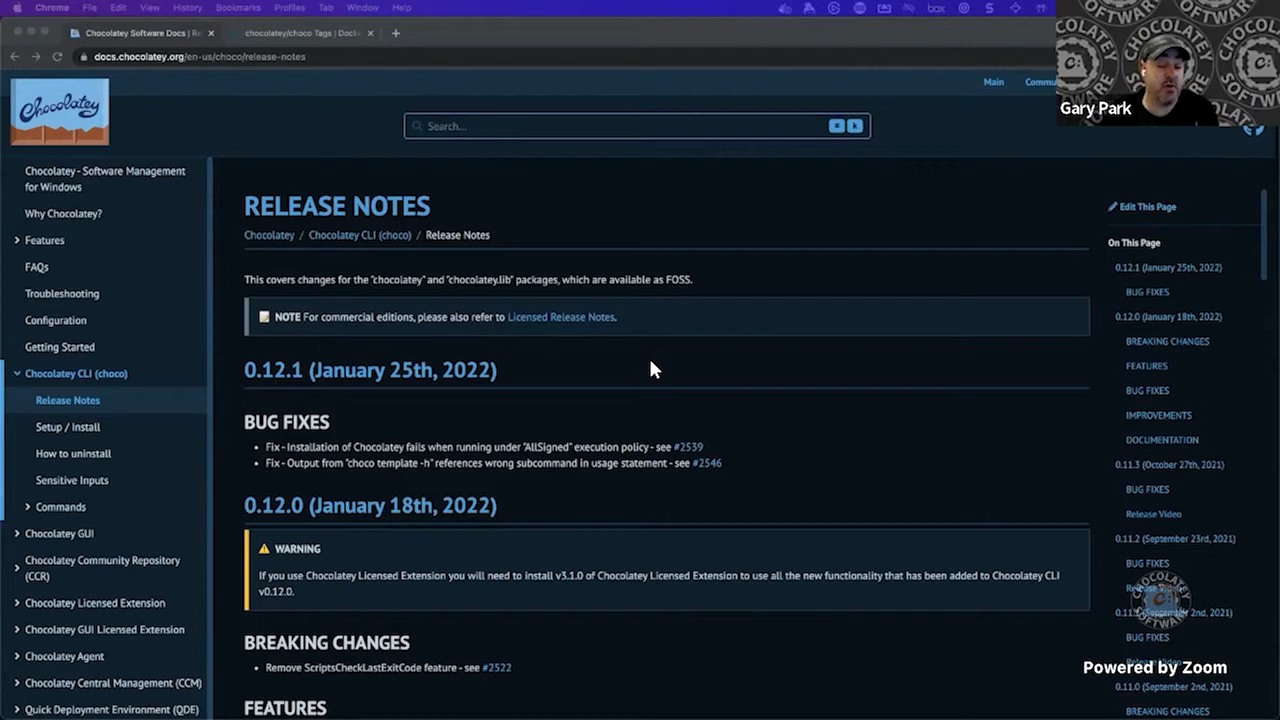 Chrome File Edit View History Bookmarks Profiles Tab Window Help
box
Chocolatey Software Docs | Re
chocolatey/choco Tags | Dock
docs.chocolatey.org/en-us/choco/release-notes
Chocolatey
Search...
Main
Commu
CHOCOLATEY SOFTWARE
Gary Park
Chocolatey - Software Management
for Windows
Why Chocolatey?
Features
FAQs
Troubleshooting
Configuration
Getting Started
Chocolatey CLI (choco)
Release Notes
Setup / Install
How to uninstall
Sensitive Inputs
Commands
Chocolatey GUI
Chocolatey Community Repository
(CCR)
Chocolatey Licensed Extension
Chocolatey GUI Licensed Extension
Chocolatey Agent
Chocolatey Central Management (CCM)
Quick Deployment Environment (QDE)
RELEASE NOTES
Chocolatey / Chocolatey CLI (choco) / Release Notes
This covers changes for the "chocolatey" and "chocolatey.lib" packages, which are available as FOSS.
NOTE For commercial editions, please also refer to Licensed Release Notes.
0.12.1 (January 25th, 2022)
BUG FIXES
Fix - Installation of Chocolatey fails when running under "AllSigned" execution policy - see #2539
Fix - Output from "choco template -h" references wrong subcommand in usage statement - see #2546
0.12.0 (January 18th, 2022)
WARNING
If you use Chocolatey Licensed Extension you will need to install v3.1.0 of Chocolatey Licensed Extension to use all the new functionality that has been added to Chocolatey CLI
v0.12.0.
BREAKING CHANGES
Remove ScriptsCheckLastExitCode feature - see #2522
FEATURES
Edit This Page
On This Page
0.12.1 (January 25th, 2022)
BUG FIXES
0.12.0 (January 18th, 2022)
BREAKING CHANGES
FEATURES
BUG FIXES
IMPROVEMENTS
DOCUMENTATION
0.11.3 (October 27th, 2021)
BUG FIXES
Release Video
0.11.2 (September 23rd, 2021)
BUG FIXES
Release Video
2nd, 2021)
BUG FIXES
CHOCOLATEY SOFTWARE
Powered by Zoom
0.11.0 (September 2nd, 2021)
BREAKING CHANGES